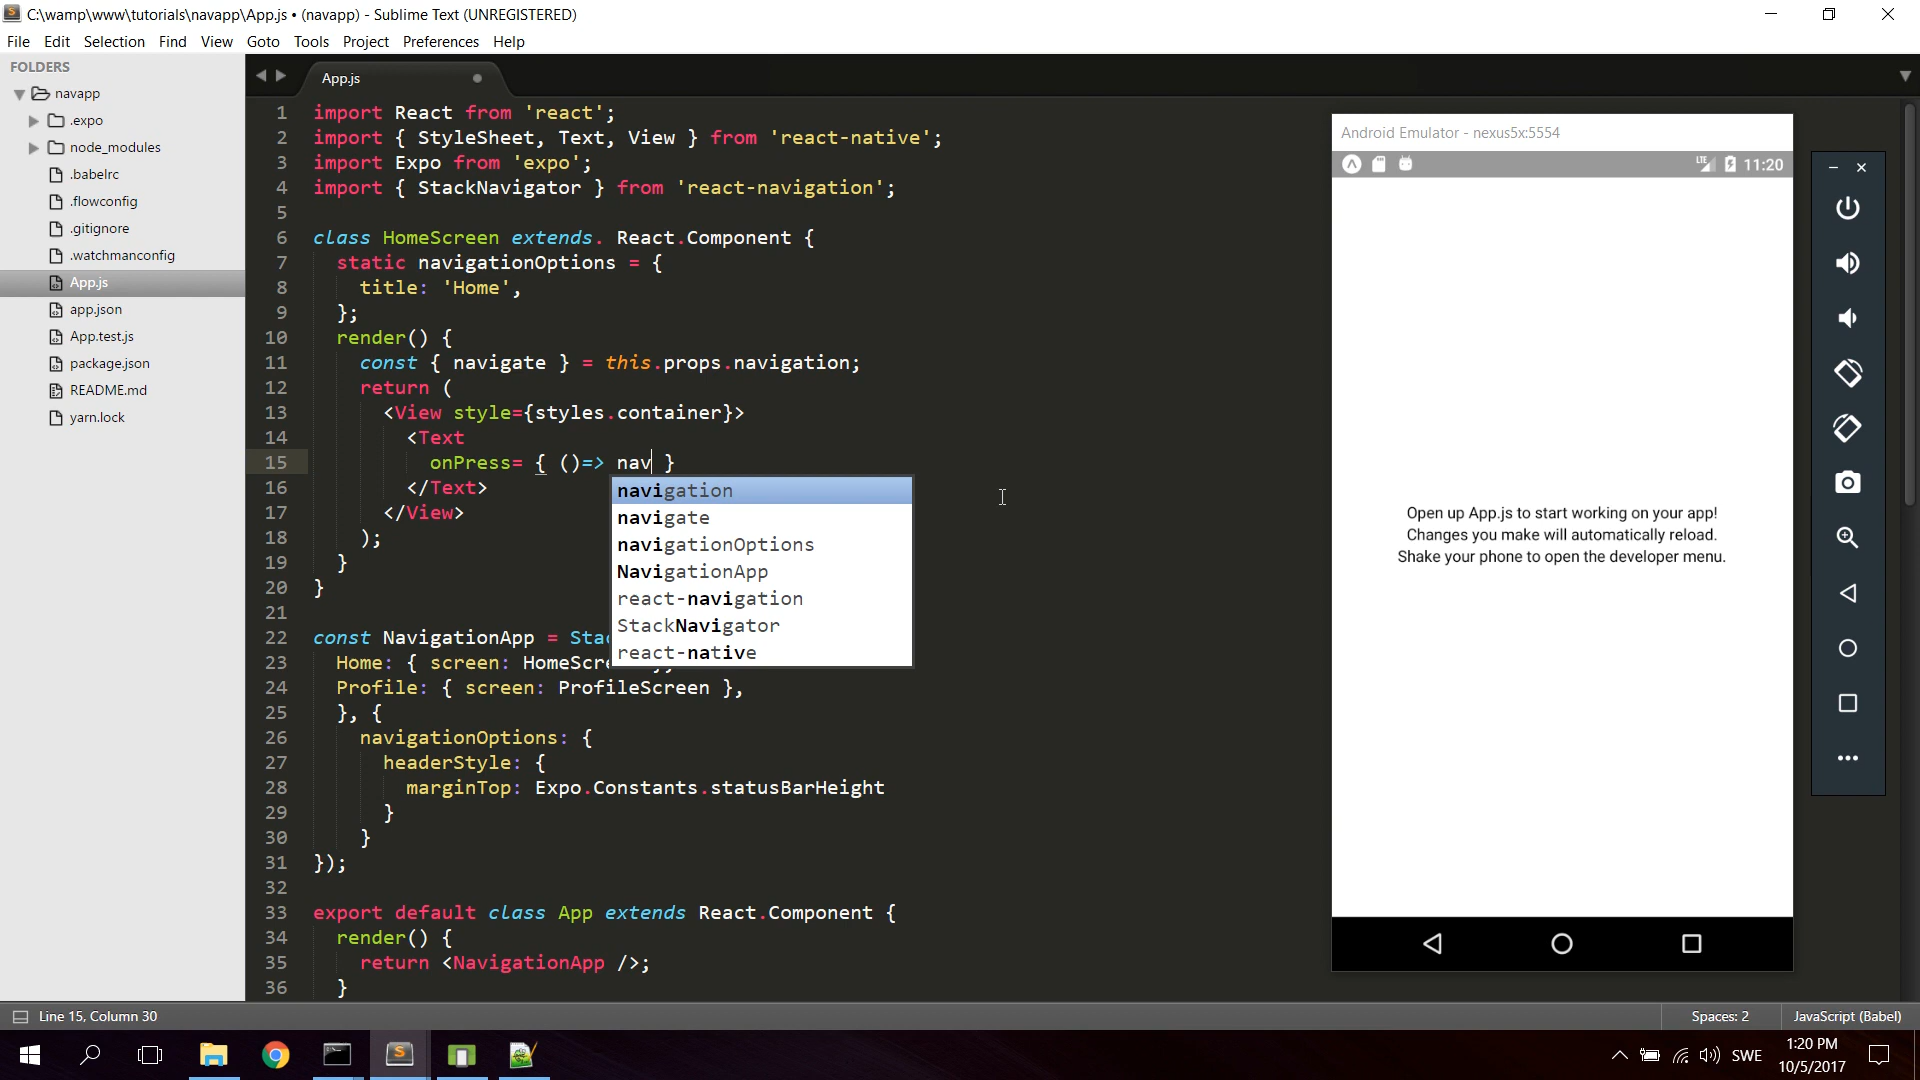 C:\wamp\www\tutorials\navapp\App.js • (navapp) - Sublime Text (UNREGISTERED)
File Edit Selection Find View Goto Tools Project Preferences Help
FOLDERS
navapp
.expo
node_modules
.babelrc
.flowconfig
.gitignore
.watchmanconfig
App.js
app.json
App.test.js
package.json
README.md
yarn.lock
App.js
1 import React from 'react';
2 import { StyleSheet, Text, View } from 'react-native';
3 import Expo from 'expo';
4 import { StackNavigator } from 'react-navigation';
5
6 class HomeScreen extends. React.Component {
7 static navigationOptions = {
8 title: 'Home',
9 };
10 render() {
11 const { navigate } = this.props.navigation;
12 return (
13 <View style={styles.container}>
14 <Text
15 onPress= { ()=> nav }
16 </Text>
17 </View>
18 );
19 }
20 }
21
22 const NavigationApp = Sta
23 Home: { screen: HomeScre
24 Profile: { screen: ProfileScreen },
25 }, {
26 navigationOptions: {
27 headerStyle: {
28 marginTop: Expo.Constants.statusBarHeight
29 }
30 }
31 });
32
33 export default class App extends React.Component {
34 render() {
35 return <NavigationApp />;
36 }
navigation
navigate
navigationOptions
NavigationApp
react-navigation
StackNavigator
react-native
Android Emulator - nexus5x:5554
LTE 11:20
Open up App.js to start working on your app!
Changes you make will automatically reload.
Shake your phone to open the developer menu.
Line 15, Column 30
Spaces: 2
JavaScript (Babel)
SWE
1:20 PM
10/5/2017